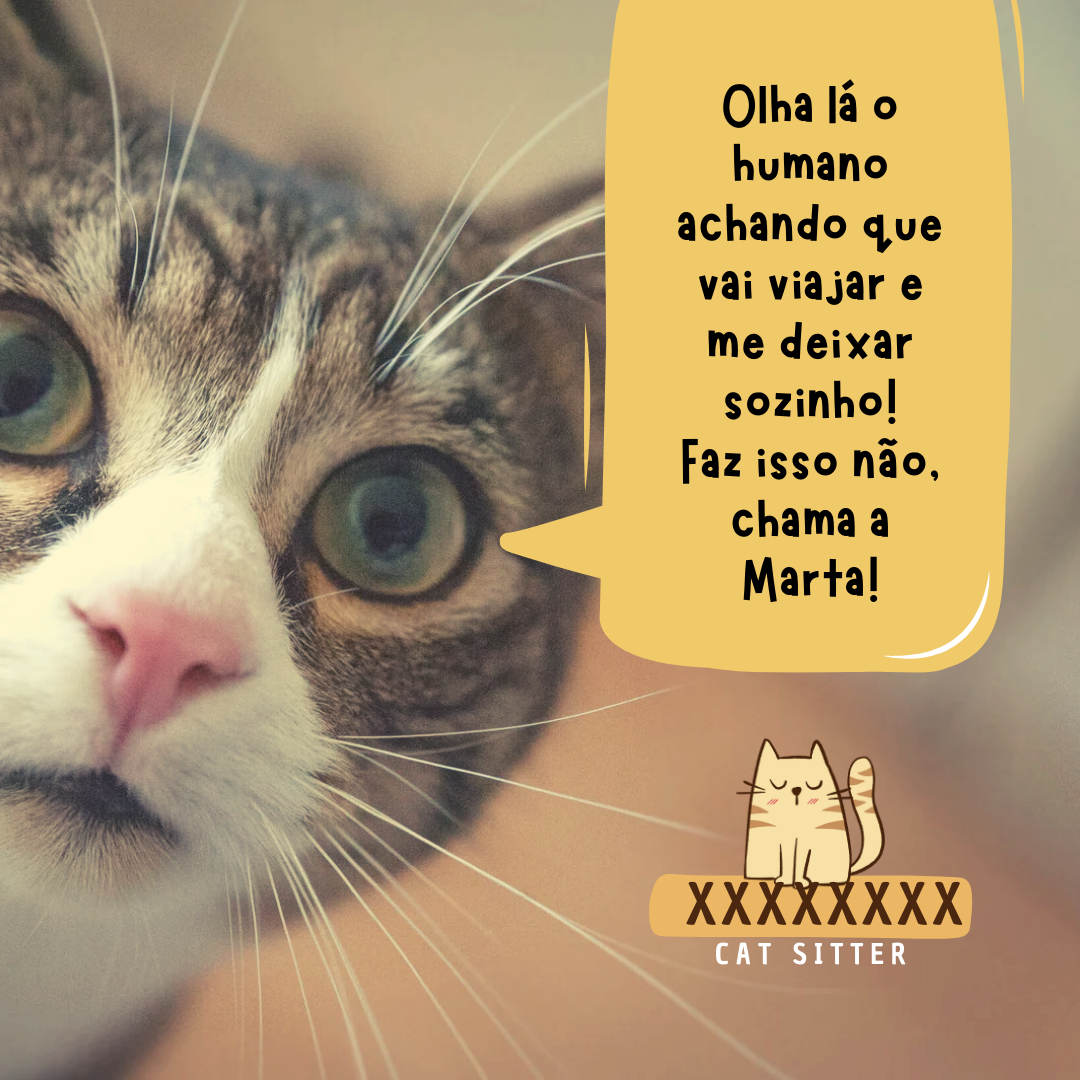 Olha lá o
humano
achando que
vai viajar e
me deixar
sozinho!
Faz isso não,
chama a
Marta!
XXXXXXXX
CAT SITTER